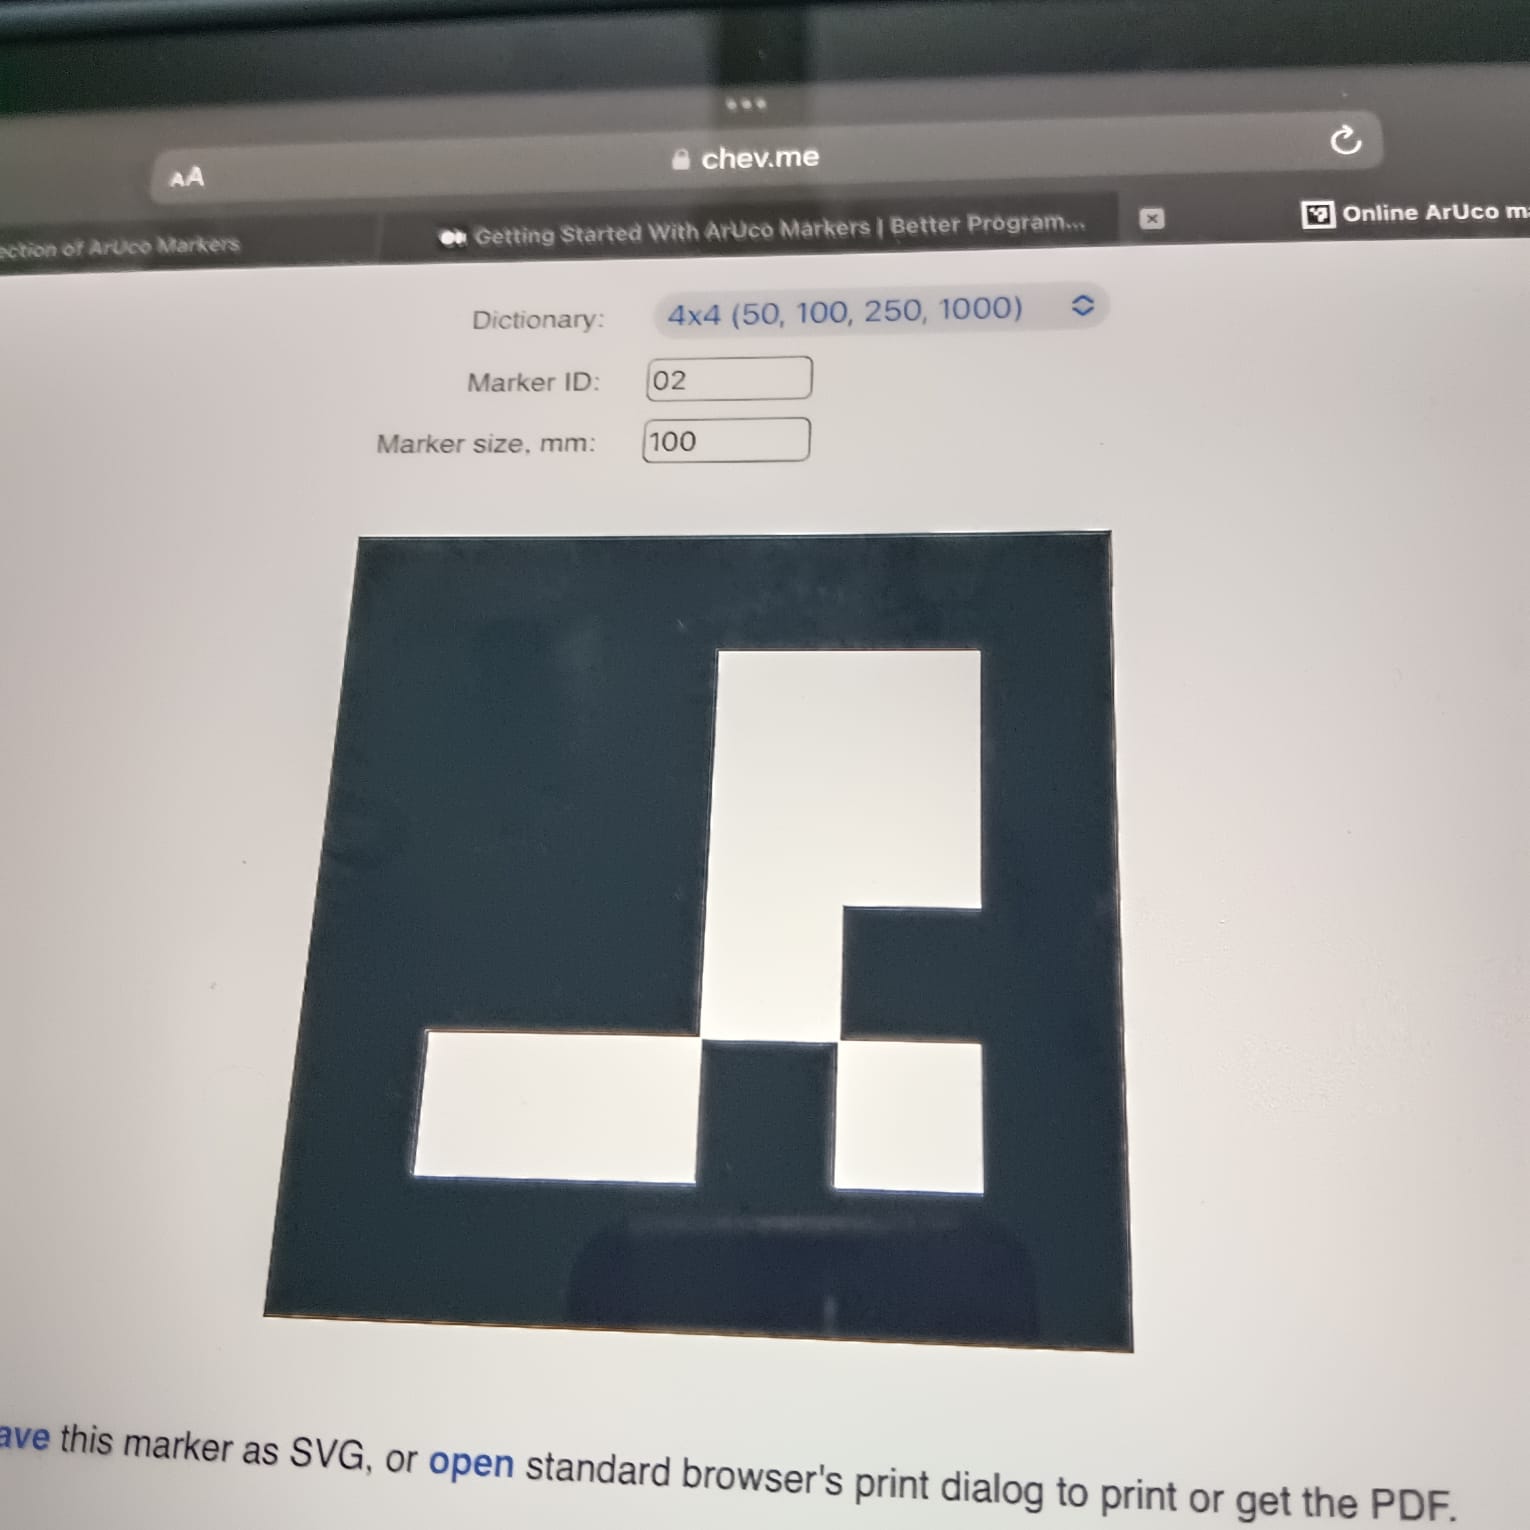 AA
chev.me
ection of ArUco Markers
Getting Started With ArUco Markers | Better Program...
Online ArUco ma
Dictionary: 4x4 (50, 100, 250, 1000)
Marker ID: 02
Marker size, mm: 100
ave this marker as SVG, or open standard browser's print dialog to print or get the PDF.